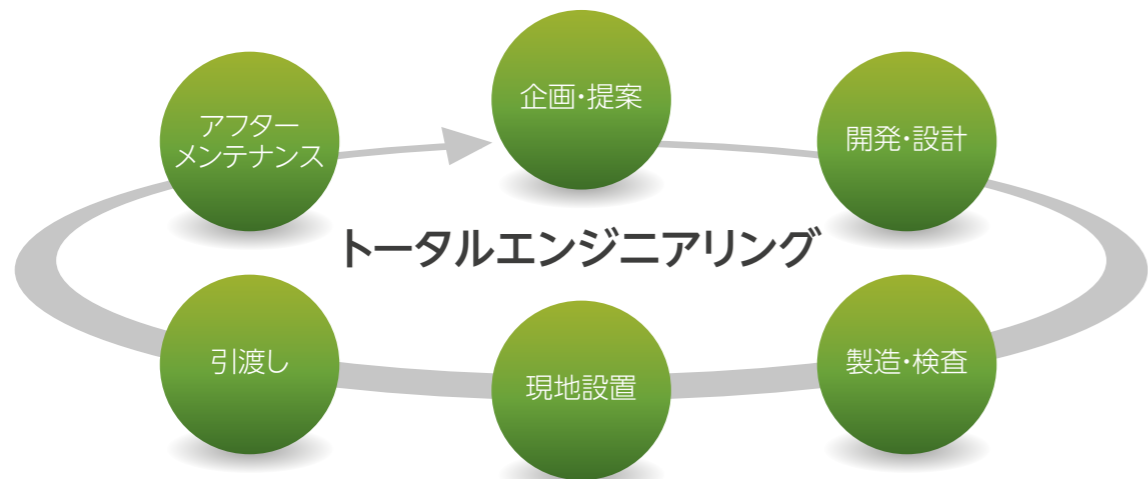 企画・提案
開発・設計
製造・検査
現地設置
引渡し
アフター
メンテナンス
トータルエンジニアリング